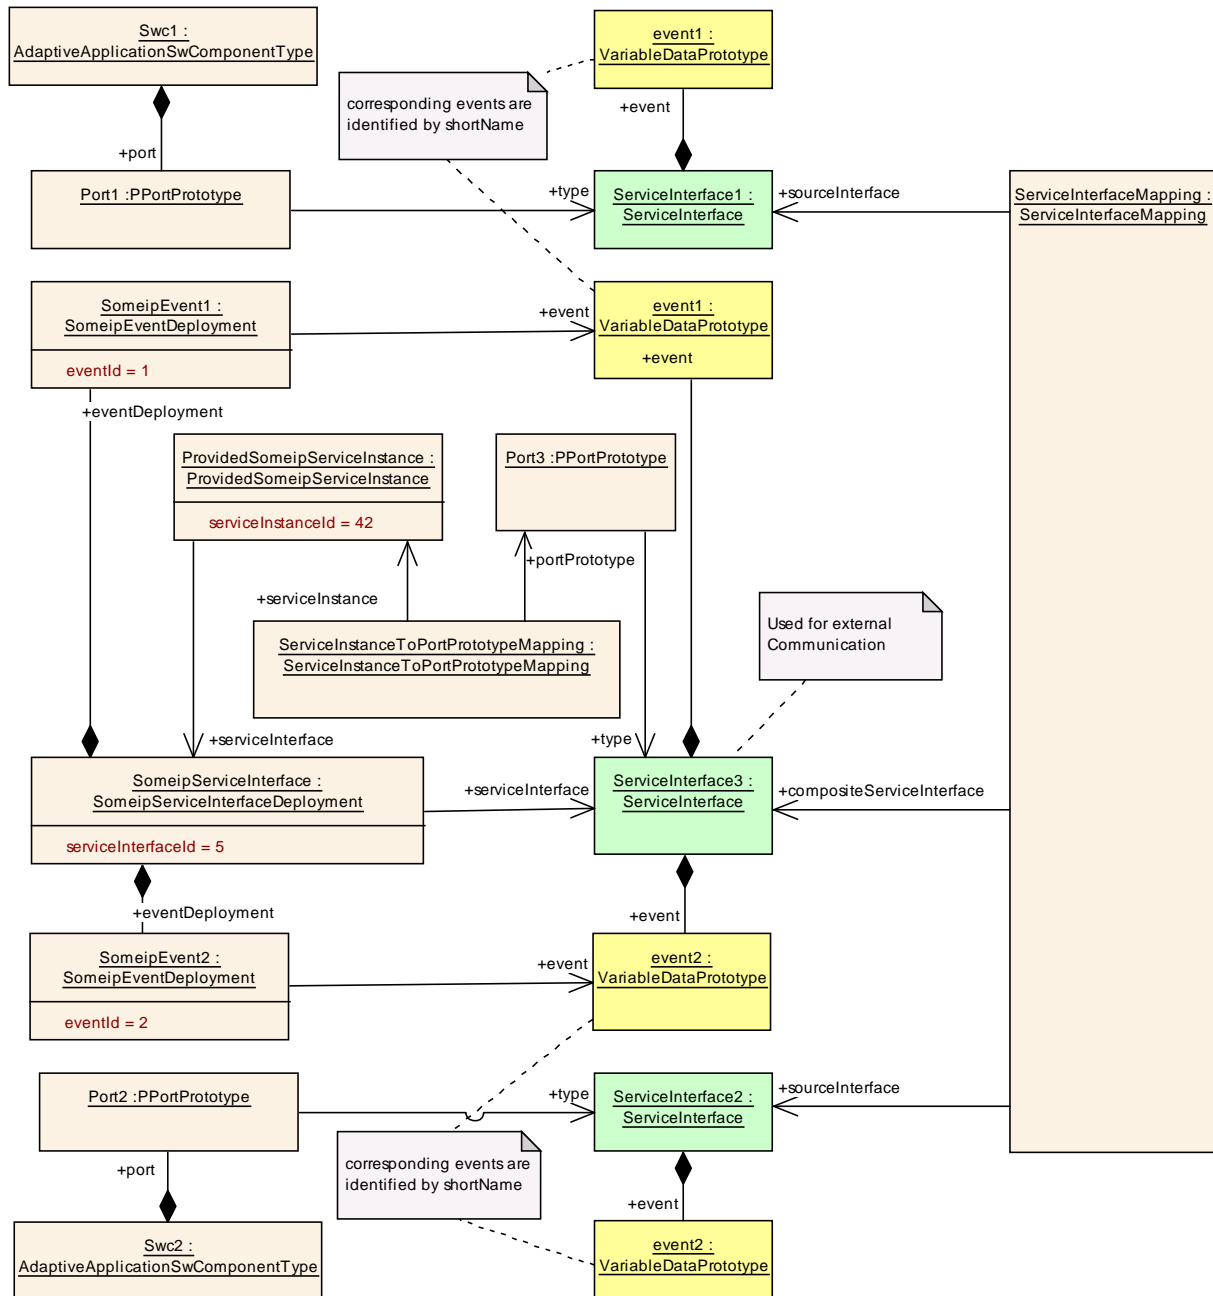 Swc1 :
AdaptiveApplicationSwComponentType
event1 :
VariableDataPrototype
corresponding events are
identified by shortName
+event
+port
Port1 :PPortPrototype
+type
ServiceInterface1 :
ServiceInterface
+sourceInterface
ServiceInterfaceMapping :
ServiceInterfaceMapping
SomeipEvent1 :
SomeipEventDeployment
eventId = 1
+event
event1 :
VariableDataPrototype
+event
+eventDeployment
ProvidedSomeipServiceInstance :
ProvidedSomeipServiceInstance
serviceInstanceId = 42
Port3 :PPortPrototype
+portPrototype
+serviceInstance
ServiceInstanceToPortPrototypeMapping :
ServiceInstanceToPortPrototypeMapping
Used for external
Communication
+serviceInterface
+type
SomeipServiceInterface :
SomeipServiceInterfaceDeployment
serviceInterfaceId = 5
+serviceInterface
ServiceInterface3 :
ServiceInterface
+compositeServiceInterface
+eventDeployment
+event
SomeipEvent2 :
SomeipEventDeployment
eventId = 2
+event
event2 :
VariableDataPrototype
Port2 :PPortPrototype
+type
ServiceInterface2 :
ServiceInterface
+sourceInterface
corresponding events are
identified by shortName
+port
+event
Swc2 :
AdaptiveApplicationSwComponentType
event2 :
VariableDataPrototype